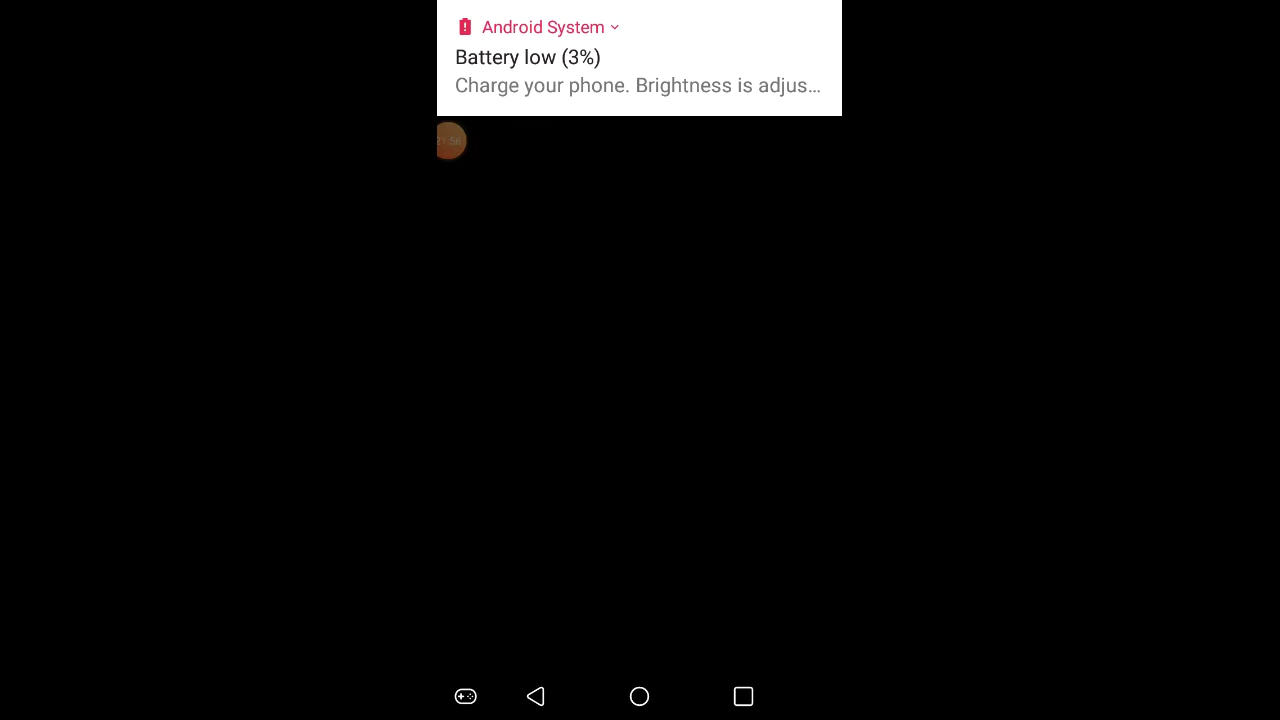 Android System
Battery low (3%)
Charge your phone. Brightness is adjus...